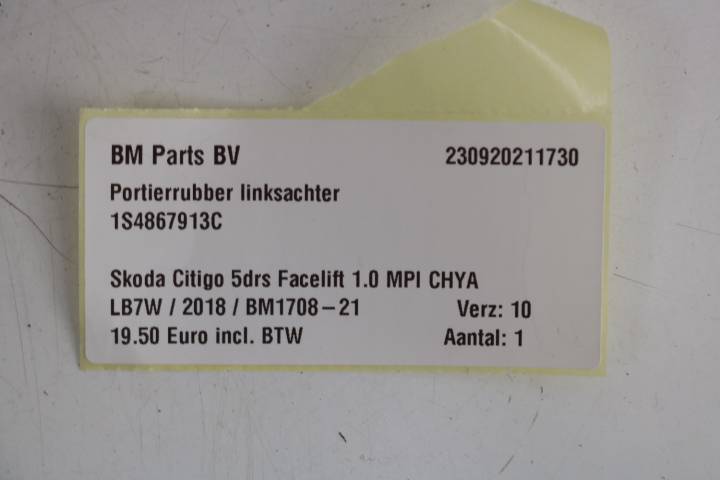 BM Parts BV 230920211730
Portierrubber linksachter
1S4867913C
Skoda Citigo 5drs Facelift 1.0 MPI CHYA
LB7W / 2018 / BM1708-21 Verz: 10
19.50 Euro incl. BTW Aantal: 1